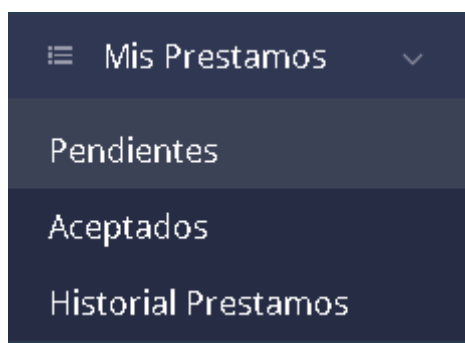 Mis Prestamos
Pendientes
Aceptados
Historial Prestamos